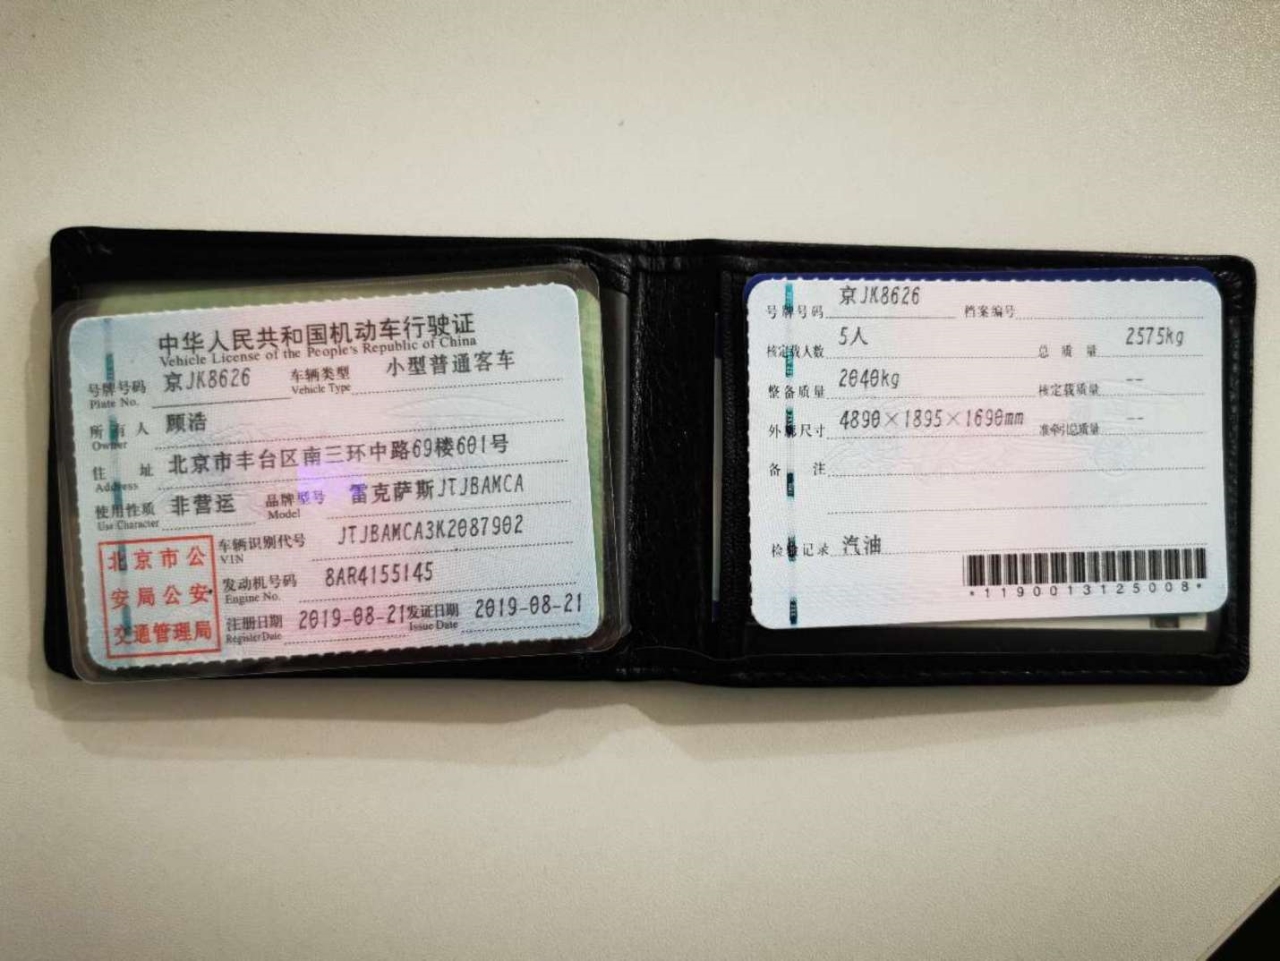 中华人民共和国机动车行驶证
Vehicle License of the People's Republic of China
号牌号码 京JK8626 车辆类型 小型普通客车
Plate No. Vehicle Type
所有人 顾浩
Owner
住址 北京市丰台区南三环中路69楼601号
Address
使用性质 非营运 品牌型号 雷克萨斯JTJBAMCA
Use Character Model
北京市公
安局公安
交通管理局
车辆识别代号 JTJBAMCA3K2087902
VIN
发动机号码 8AR4155145
Engine No.
注册日期 2019-08-21 发证日期 2019-08-21
Register Date Issue Date
号牌号码 京JK8626 档案编号
核定载人数 5人 总质量 2575kg
整备质量 2040kg 核定载质量 --
外廓尺寸 4890×1895×1690mm 准牵引总质量 --
备注
检验记录 汽油
*1190013125008*